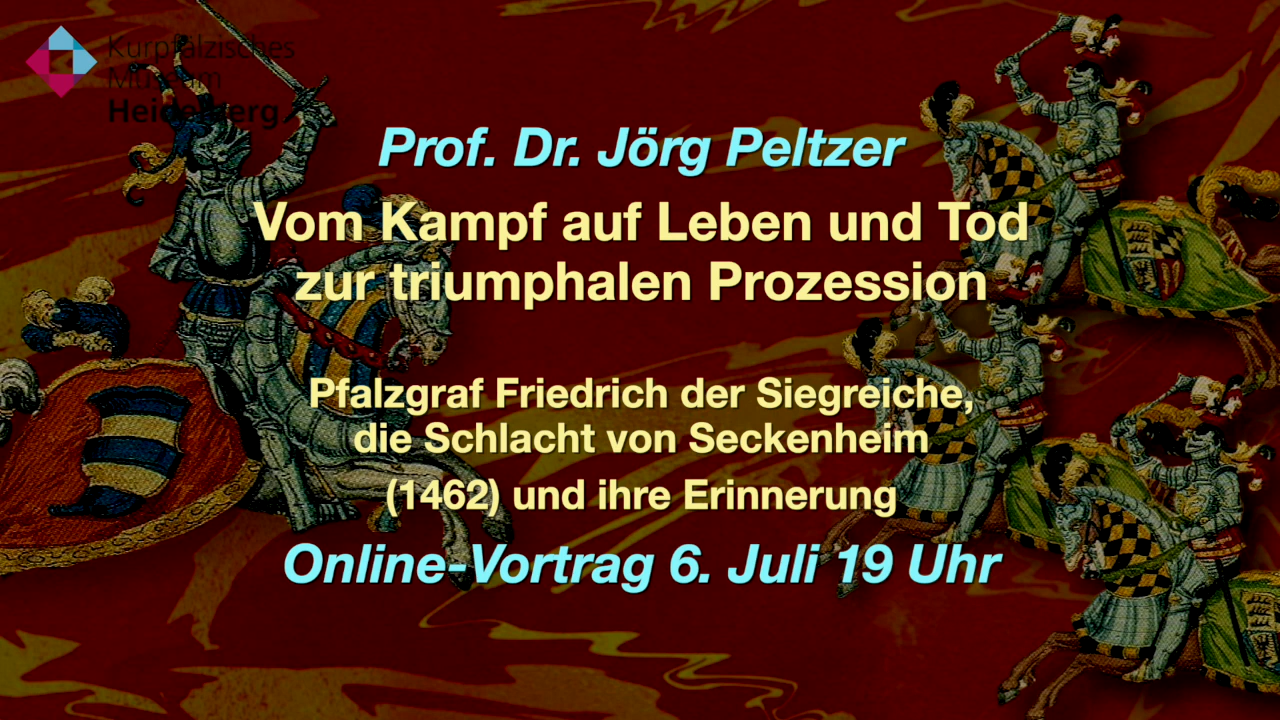 Kurpfälzisches
Museum
Heidelberg
Prof. Dr. Jörg Peltzer
Vom Kampf auf Leben und Tod
zur triumphalen Prozession
Pfalzgraf Friedrich der Siegreiche,
die Schlacht von Seckenheim
(1462) und ihre Erinnerung
Online-Vortrag 6. Juli 19 Uhr